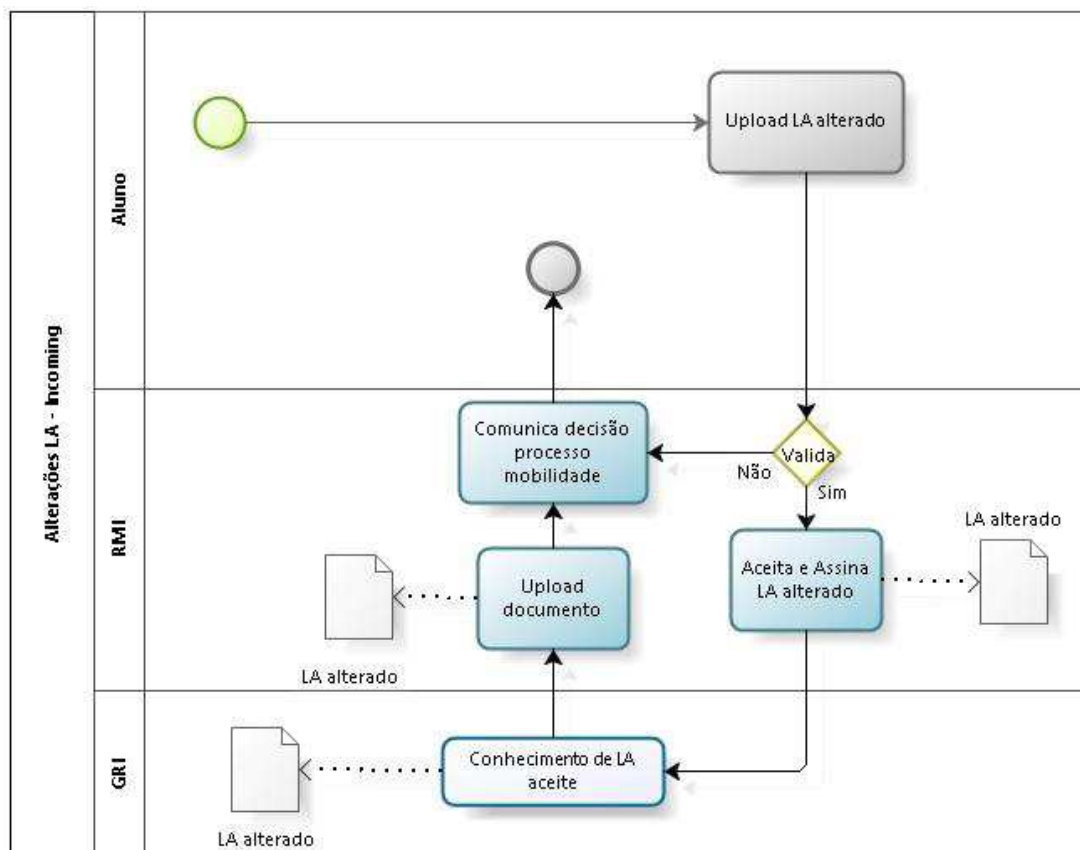 Alterações LA - Incoming
Aluno
Upload LA alterado
RMI
Comunica decisão
processo
mobilidade
Valida
Não
Sim
LA alterado
Aceita e Assina
LA alterado
Upload
documento
LA alterado
GRI
Conhecimento de LA
aceite
LA alterado